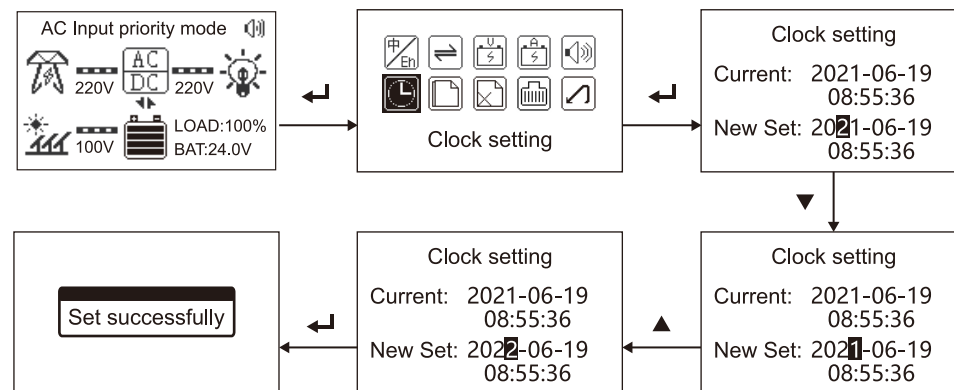 AC Input priority mode
AC
DC
220V
220V
100V
LOAD:100%
BAT:24.0V
中/En
U
A
Clock setting
Clock setting
Current: 2021-06-19
08:55:36
New Set: 2021-06-19
08:55:36
Clock setting
Current: 2021-06-19
08:55:36
New Set: 2021-06-19
08:55:36
Clock setting
Current: 2021-06-19
08:55:36
New Set: 2022-06-19
08:55:36
Set successfully